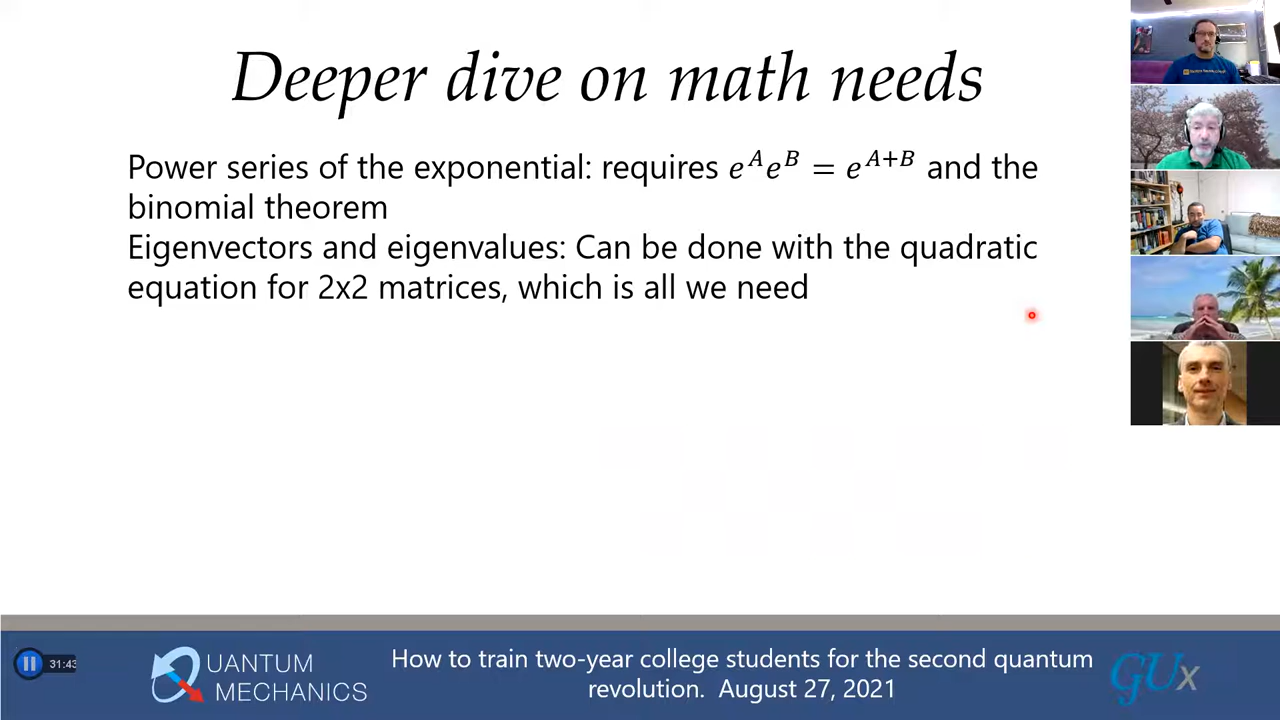 Deeper dive on math needs
Power series of the exponential: requires e^A e^B = e^{A+B} and the
binomial theorem
Eigenvectors and eigenvalues: Can be done with the quadratic
equation for 2x2 matrices, which is all we need
31:43
QUANTUM
MECHANICS
How to train two-year college students for the second quantum
revolution. August 27, 2021
GUx